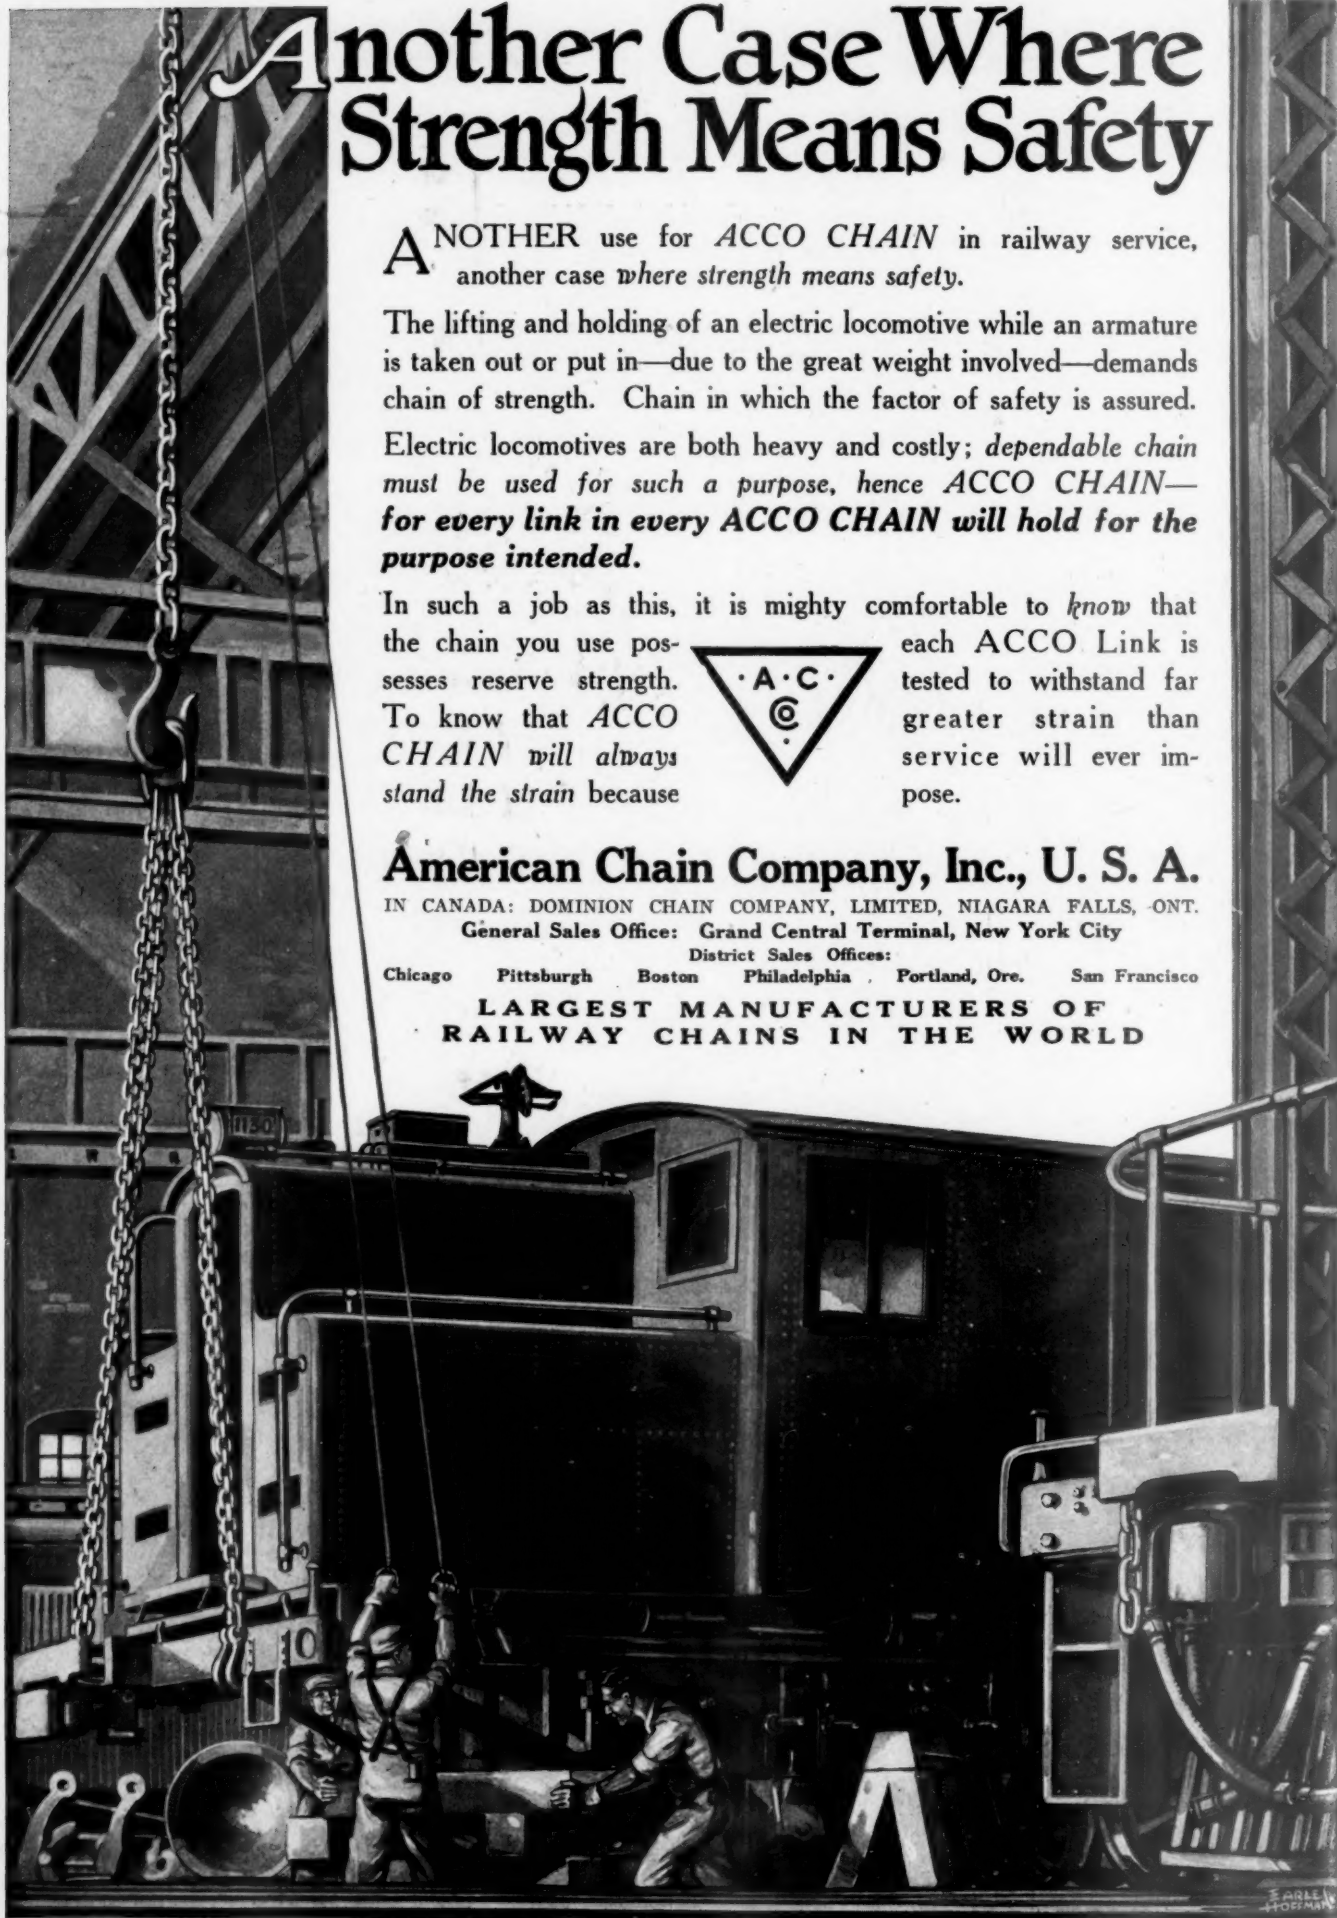 Another Case Where
Strength Means Safety
ANOTHER use for ACCO CHAIN in railway service,
another case where strength means safety.
The lifting and holding of an electric locomotive while an armature
is taken out or put in—due to the great weight involved—demands
chain of strength. Chain in which the factor of safety is assured.
Electric locomotives are both heavy and costly; dependable chain
must be used for such a purpose, hence ACCO CHAIN—
for every link in every ACCO CHAIN will hold for the
purpose intended.
In such a job as this, it is mighty comfortable to know that
the chain you use pos-
sesses reserve strength.
To know that ACCO
CHAIN will always
stand the strain because
·A·C·
CO
each ACCO Link is
tested to withstand far
greater strain than
service will ever im-
pose.
American Chain Company, Inc., U. S. A.
IN CANADA: DOMINION CHAIN COMPANY, LIMITED, NIAGARA FALLS, ONT.
General Sales Office: Grand Central Terminal, New York City
District Sales Offices:
Chicago Pittsburgh Boston Philadelphia Portland, Ore. San Francisco
LARGEST MANUFACTURERS OF
RAILWAY CHAINS IN THE WORLD
1130
10
EARLE
HOFFMAN